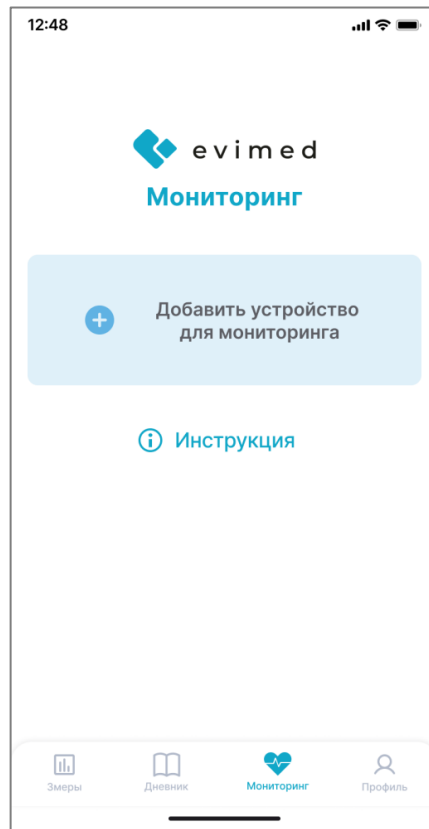 12:48
evimed
Мониторинг
Добавить устройство
для мониторинга
Инструкция
Змеры
Дневник
Мониторинг
Профиль